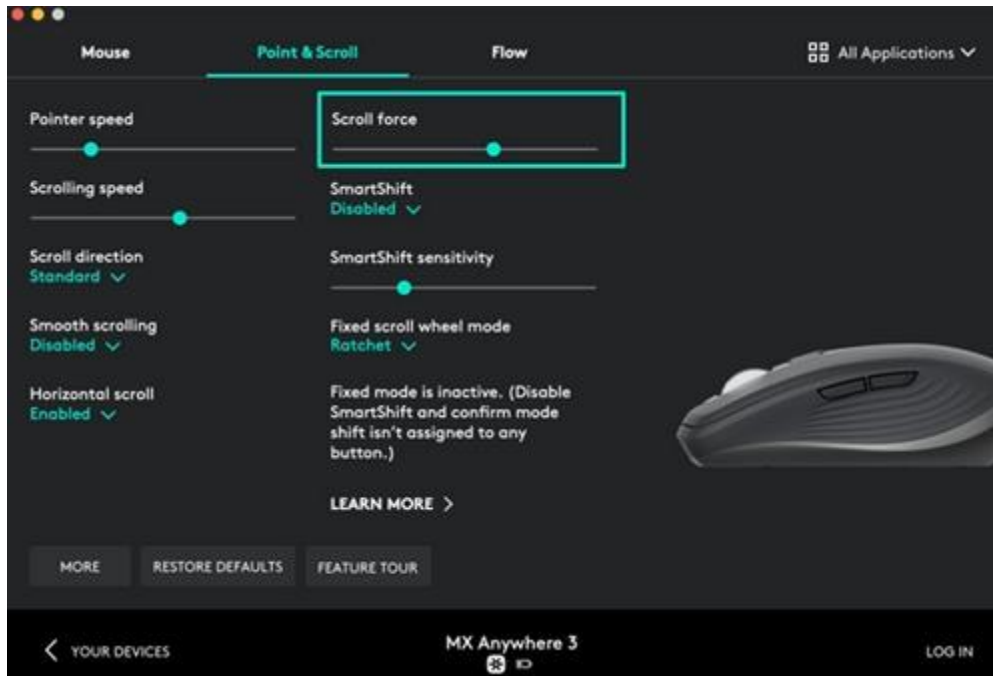 Mouse
Point & Scroll
Flow
All Applications
Pointer speed
Scrolling speed
Scroll direction
Standard
Smooth scrolling
Disabled
Horizontal scroll
Enabled
Scroll force
SmartShift
Disabled
SmartShift sensitivity
Fixed scroll wheel mode
Ratchet
Fixed mode is inactive. (Disable
SmartShift and confirm mode
shift isn't assigned to any
button.)
LEARN MORE
MORE
RESTORE DEFAULTS
FEATURE TOUR
YOUR DEVICES
MX Anywhere 3
LOG IN